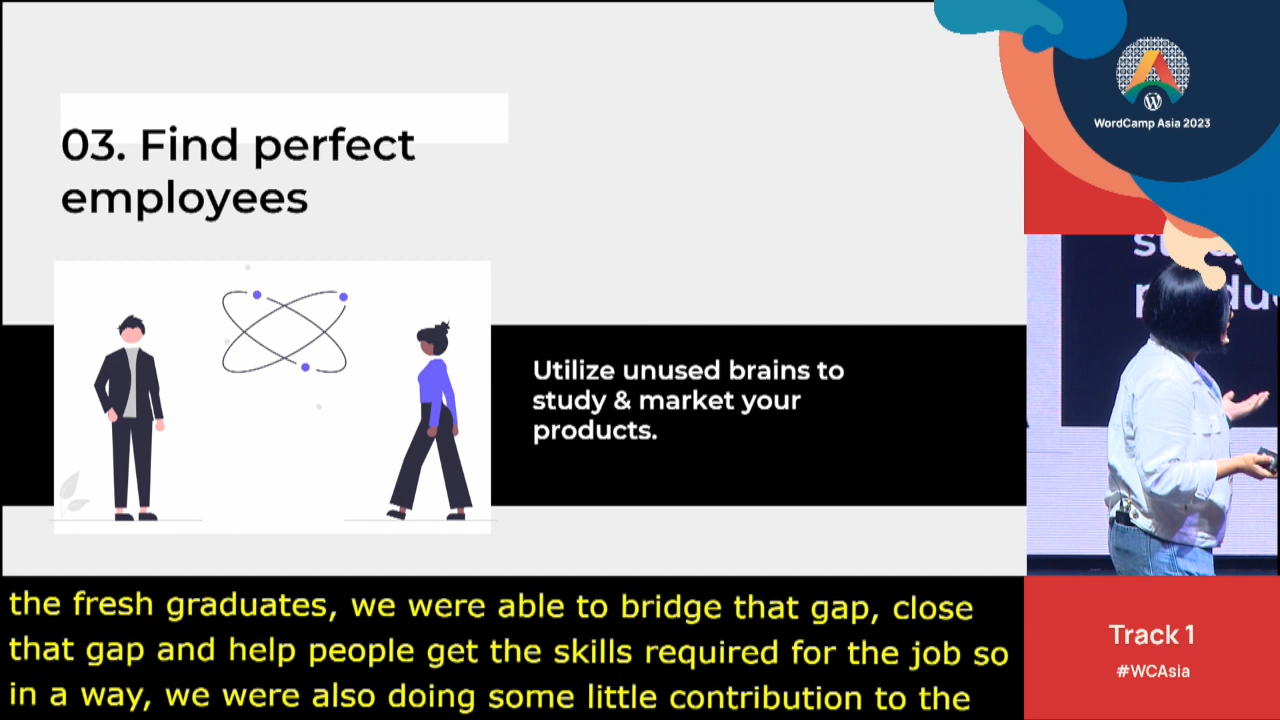 03. Find perfect
employees
Utilize unused brains to
study & market your
products.
WordCamp Asia 2023
the fresh graduates, we were able to bridge that gap, close
that gap and help people get the skills required for the job so
in a way, we were also doing some little contribution to the
Track 1
#WCAsia